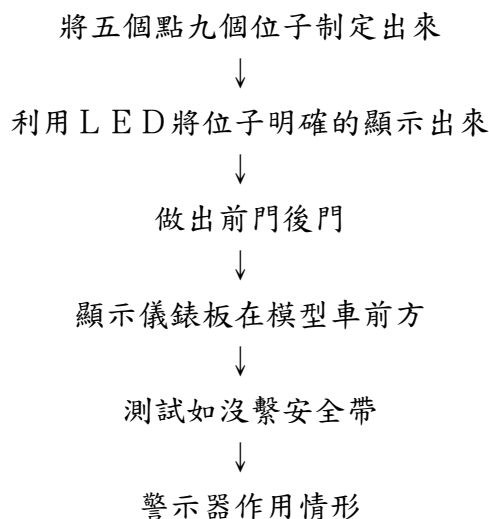 將五個點九個位子制定出來
↓
利用ＬＥＤ將位子明確的顯示出來
↓
做出前門後門
↓
顯示儀錶板在模型車前方
↓
測試如沒繫安全帶
↓
警示器作用情形